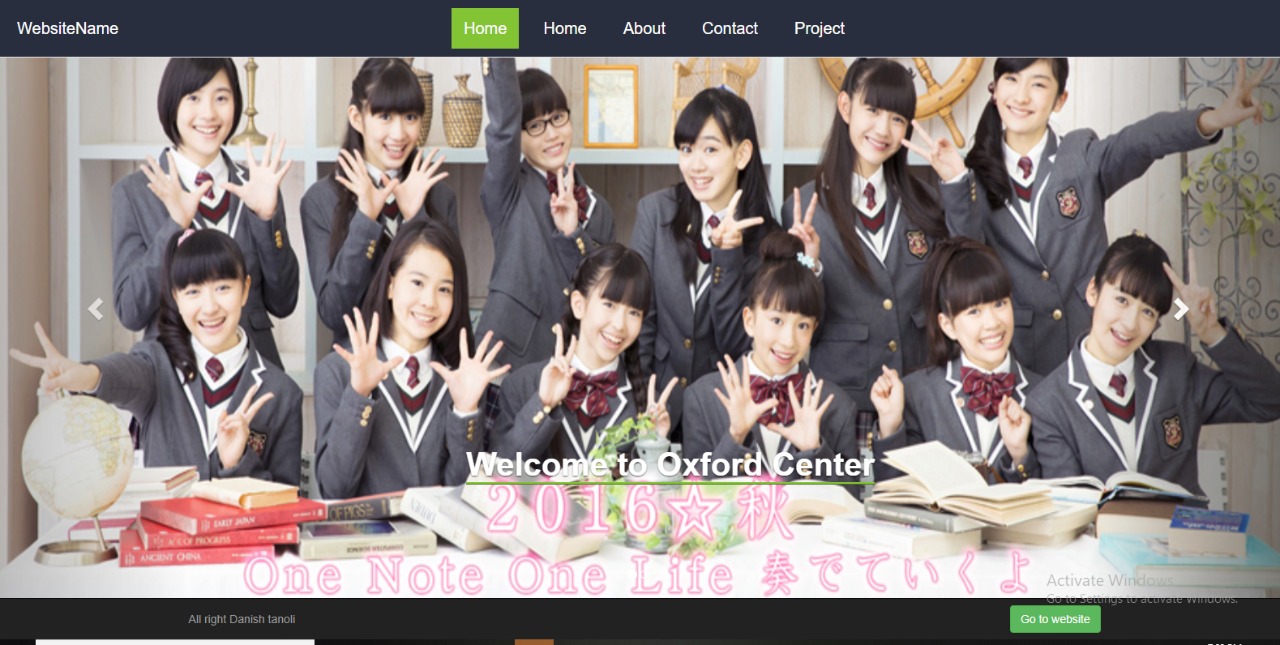 WebsiteName
Home Home About Contact Project
Welcome to Oxford Center
2016☆秋
EARLY JAPAN
AGE OF PROGRESS
ANCIENT CHINA
One Note One Life 奏でていくよ
Activate Windows
Go to Settings to activate Windows.
All right Danish tanoli
Go to website